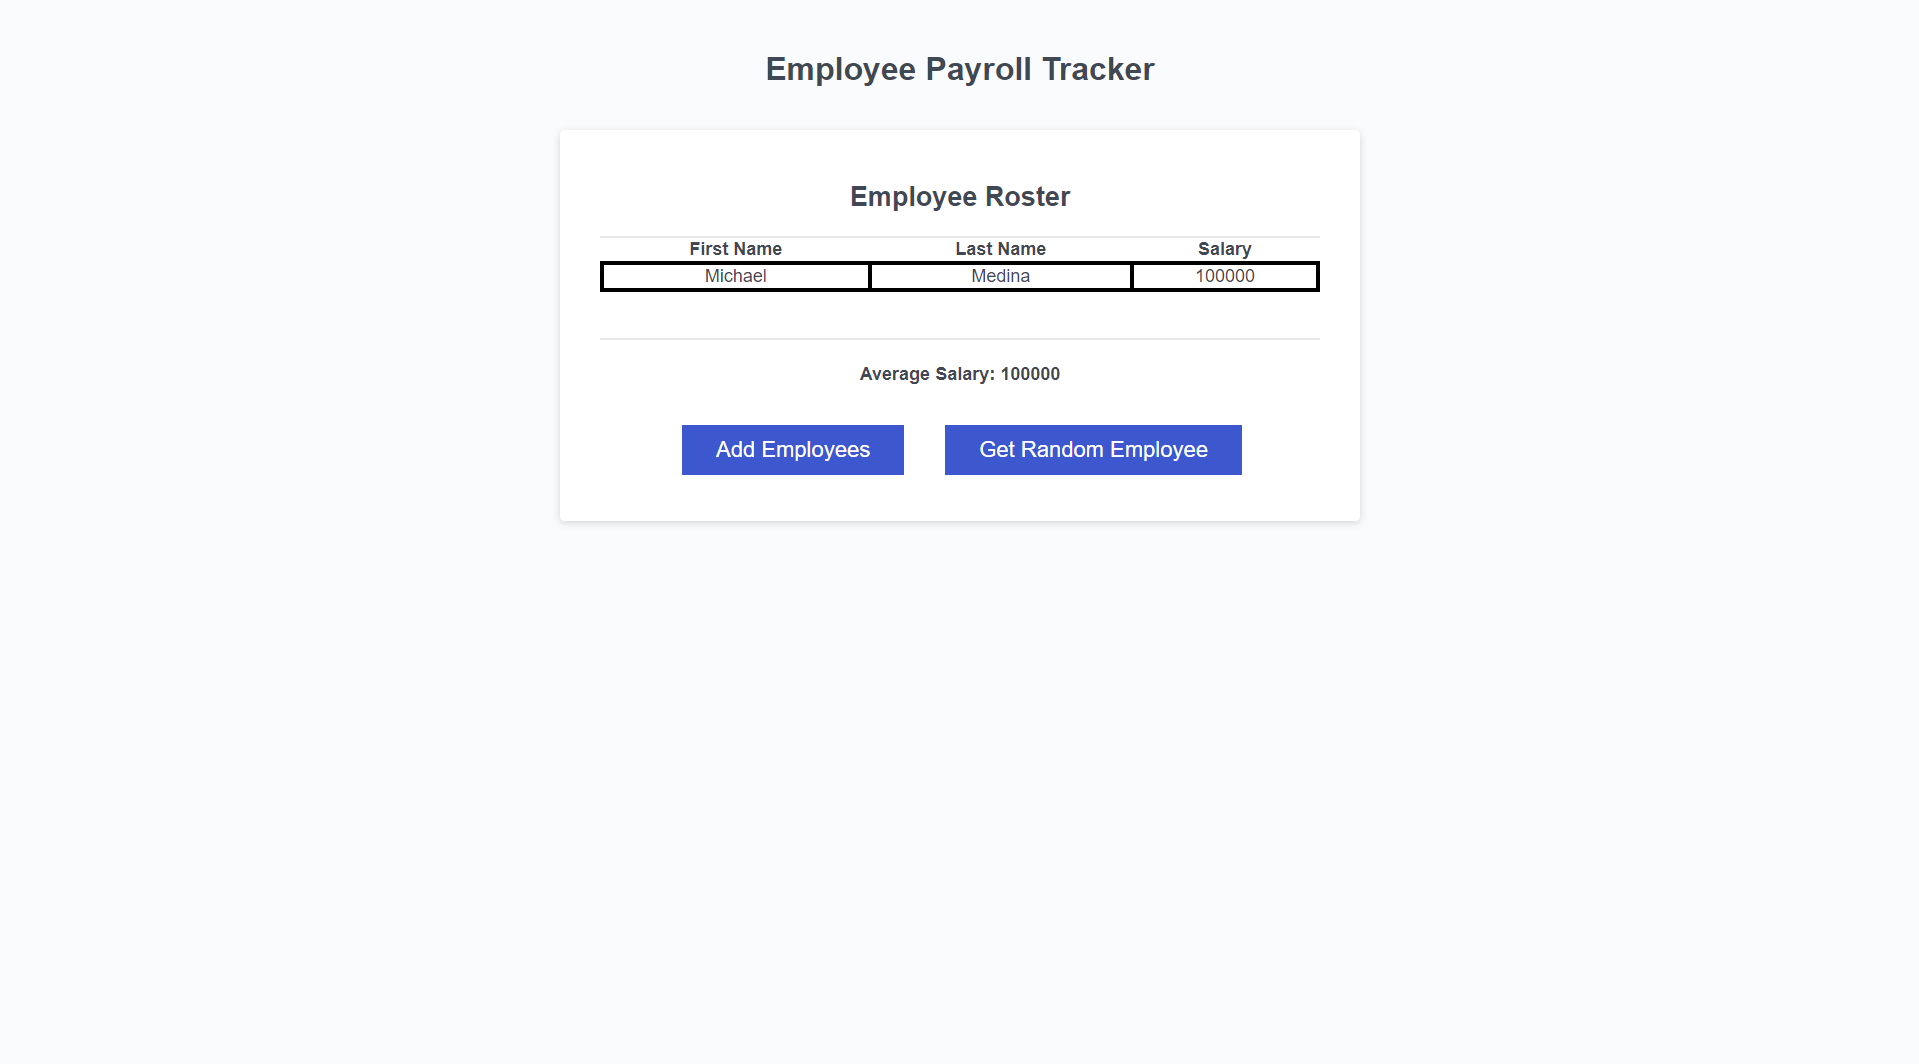 Employee Payroll Tracker
Employee Roster
First Name Last Name Salary
Michael Medina 100000
Average Salary: 100000
Add Employees Get Random Employee